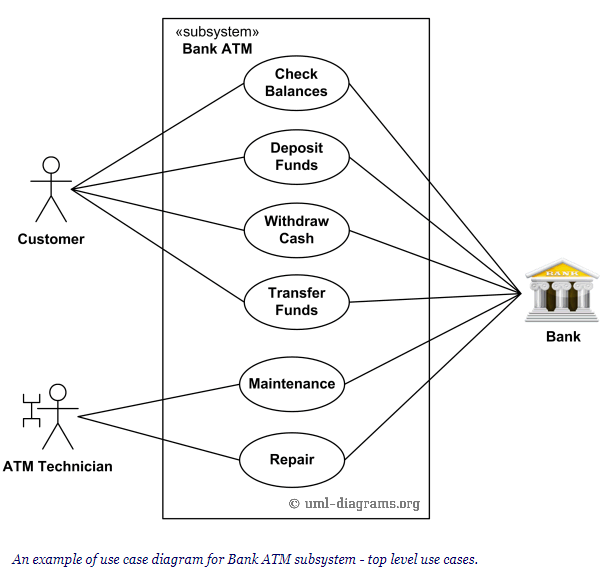 «subsystem»
Bank ATM
Check
Balances
Deposit
Funds
Withdraw
Cash
Customer
Transfer
Funds
BANK
Bank
Maintenance
ATM Technician
Repair
© uml-diagrams.org
An example of use case diagram for Bank ATM subsystem - top level use cases.